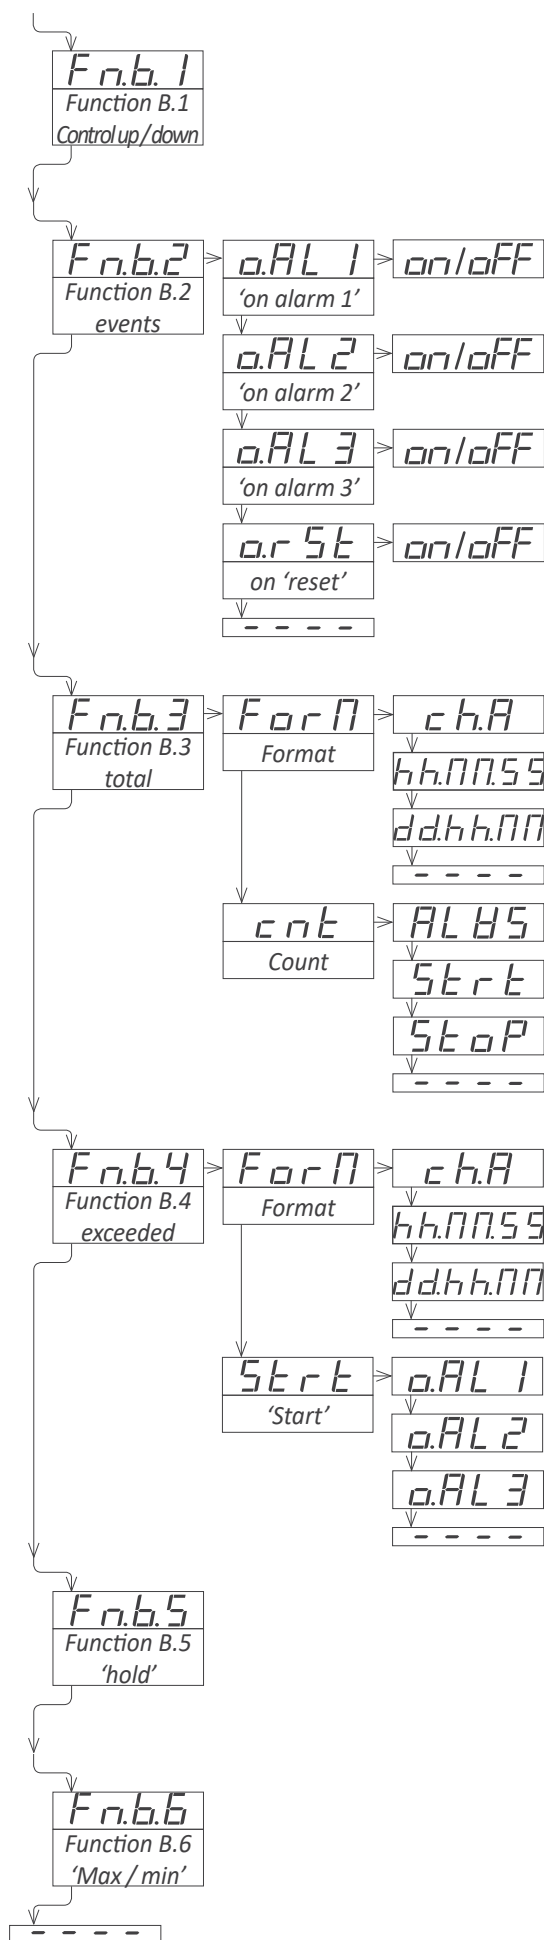 Fn.b.1
Function B.1
Control up / down
Fn.b.2
Function B.2
events
o.AL 1
‘on alarm 1’
on/oFF
o.AL 2
‘on alarm 2’
on/oFF
o.AL 3
‘on alarm 3’
on/oFF
o.rSt
on ‘reset’
on/oFF
- - - -
Fn.b.3
Function B.3
total
ForM
Format
ch.A
hh.MM.SS
dd.hh.MM
- - - -
cnt
Count
ALWS
Strt
StoP
- - - -
Fn.b.4
Function B.4
exceeded
ForM
Format
ch.A
hh.MM.SS
dd.hh.MM
- - - -
Strt
‘Start’
o.AL 1
o.AL 2
o.AL 3
- - - -
Fn.b.5
Function B.5
‘hold’
Fn.b.6
Function B.6
‘Max / min’
- - - -